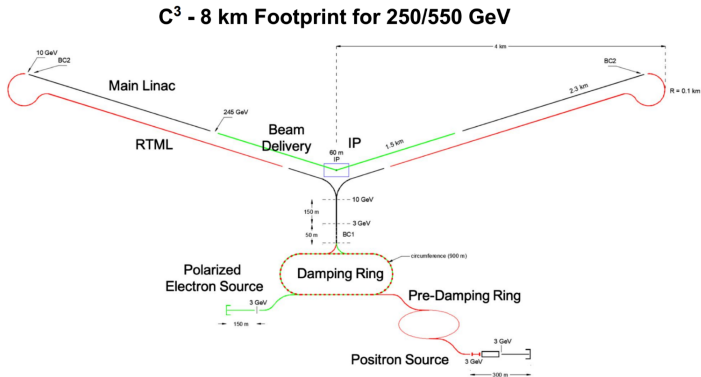 C³ - 8 km Footprint for 250/550 GeV
4 km
10 GeV
BC2
BC2
Main Linac
2.3 km
R = 0.1 km
245 GeV
Beam
Delivery
IP
1.5 km
RTML
60 m
IP
10 GeV
150 m
3 GeV
50 m
BC1
circumference (900 m)
Polarized
Electron Source
Damping Ring
3 GeV
Pre-Damping Ring
150 m
3 GeV
Positron Source
3 GeV
300 m